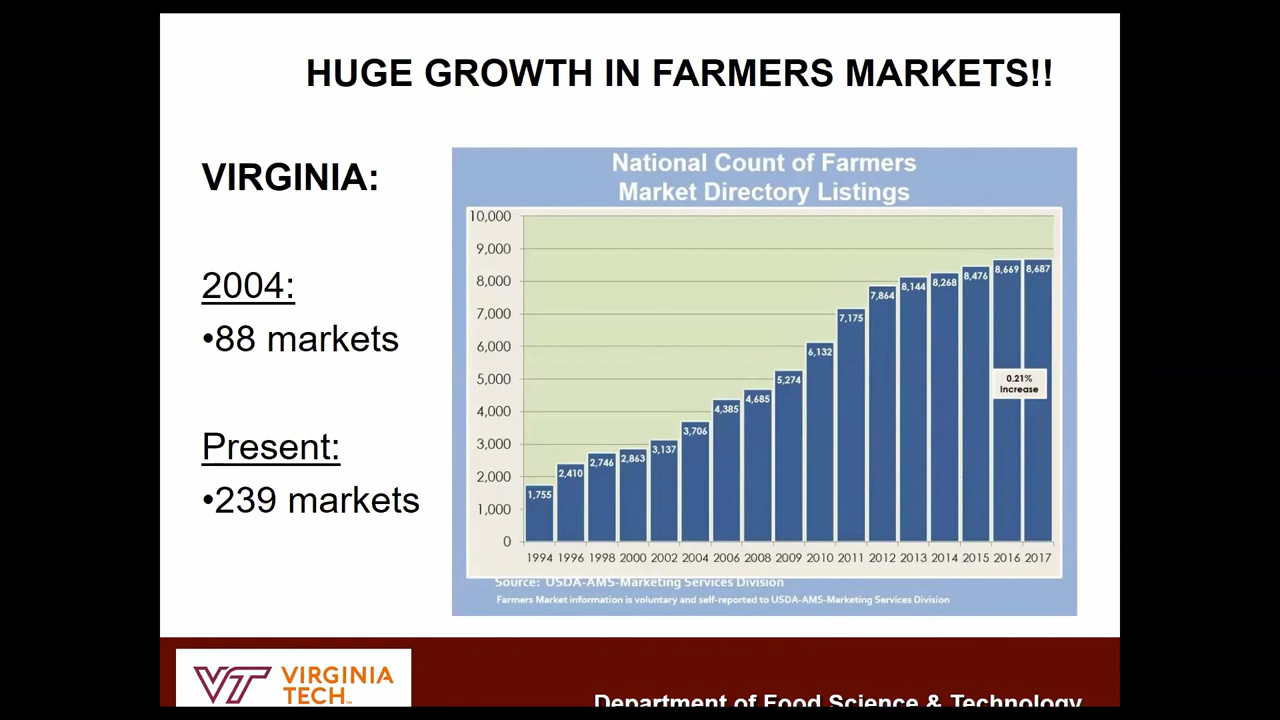 HUGE GROWTH IN FARMERS MARKETS!!
VIRGINIA:
2004:
•88 markets
Present:
•239 markets
National Count of Farmers
Market Directory Listings
10,000
9,000
8,000
7,000
6,000
5,000
4,000
3,000
2,000
1,000
0
1,755
2,410
2,746
2,863
3,137
3,706
4,385
4,685
5,274
6,132
7,175
7,864
8,144
8,268
8,476
8,669
8,687
0.21%
Increase
1994 1996 1998 2000 2002 2004 2006 2008 2009 2010 2011 2012 2013 2014 2015 2016 2017
Source: USDA-AMS-Marketing Services Division
Farmers Market information is voluntary and self-reported to USDA-AMS-Marketing Services Division
VT VIRGINIA
TECH™
Department of Food Science & Technology